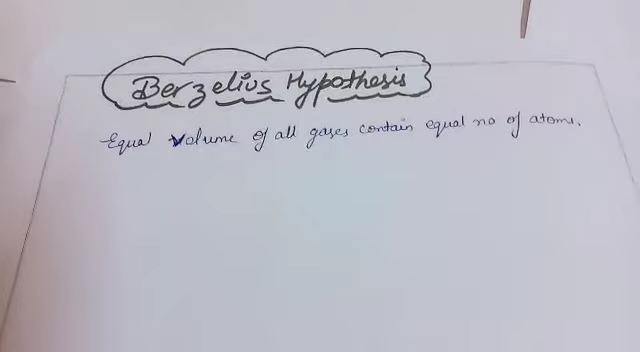 Berzelius Hypothesis
Equal Volume of all gases contain equal no of atoms.